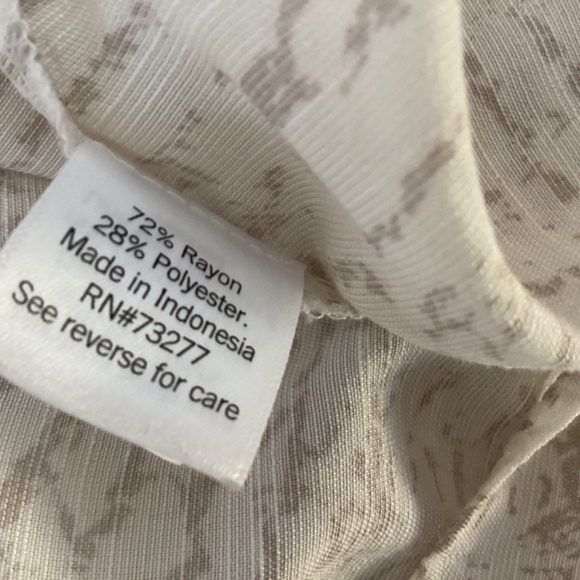 72% Rayon
28% Polyester.
Made in Indonesia
RN#73277
See reverse for care